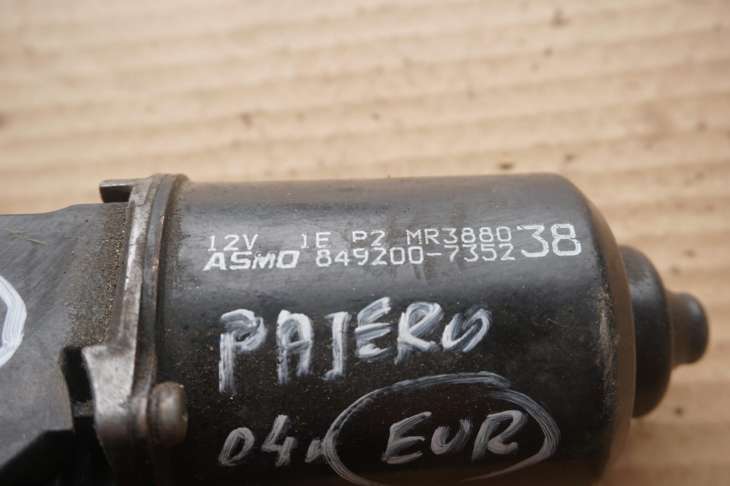 12V 1E P2 MR388038
ASMO 849200-7352
PAJERO
04 EUR